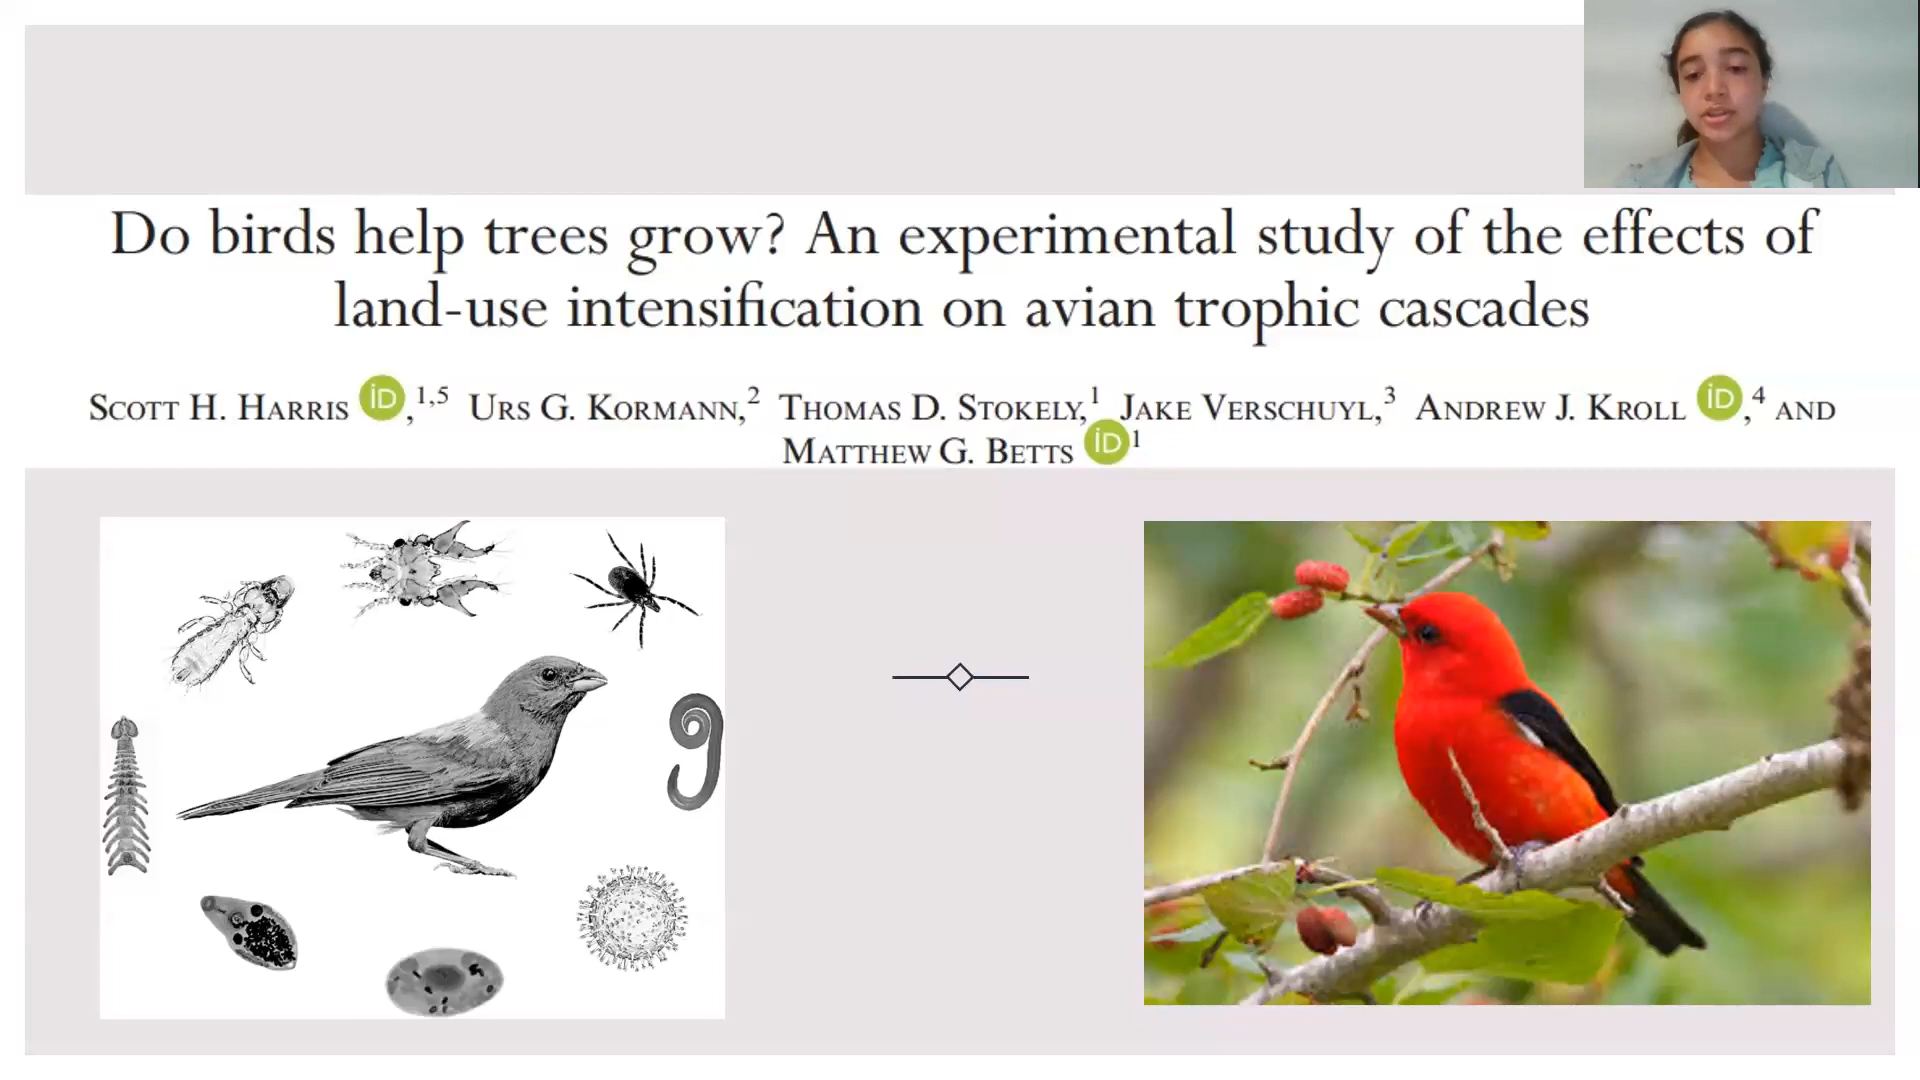 Do birds help trees grow? An experimental study of the effects of
land-use intensification on avian trophic cascades
SCOTT H. HARRIS iD,1,5 URS G. KORMANN,2 THOMAS D. STOKELY,1 JAKE VERSCHUYL,3 ANDREW J. KROLL iD,4 AND
MATTHEW G. BETTS iD1